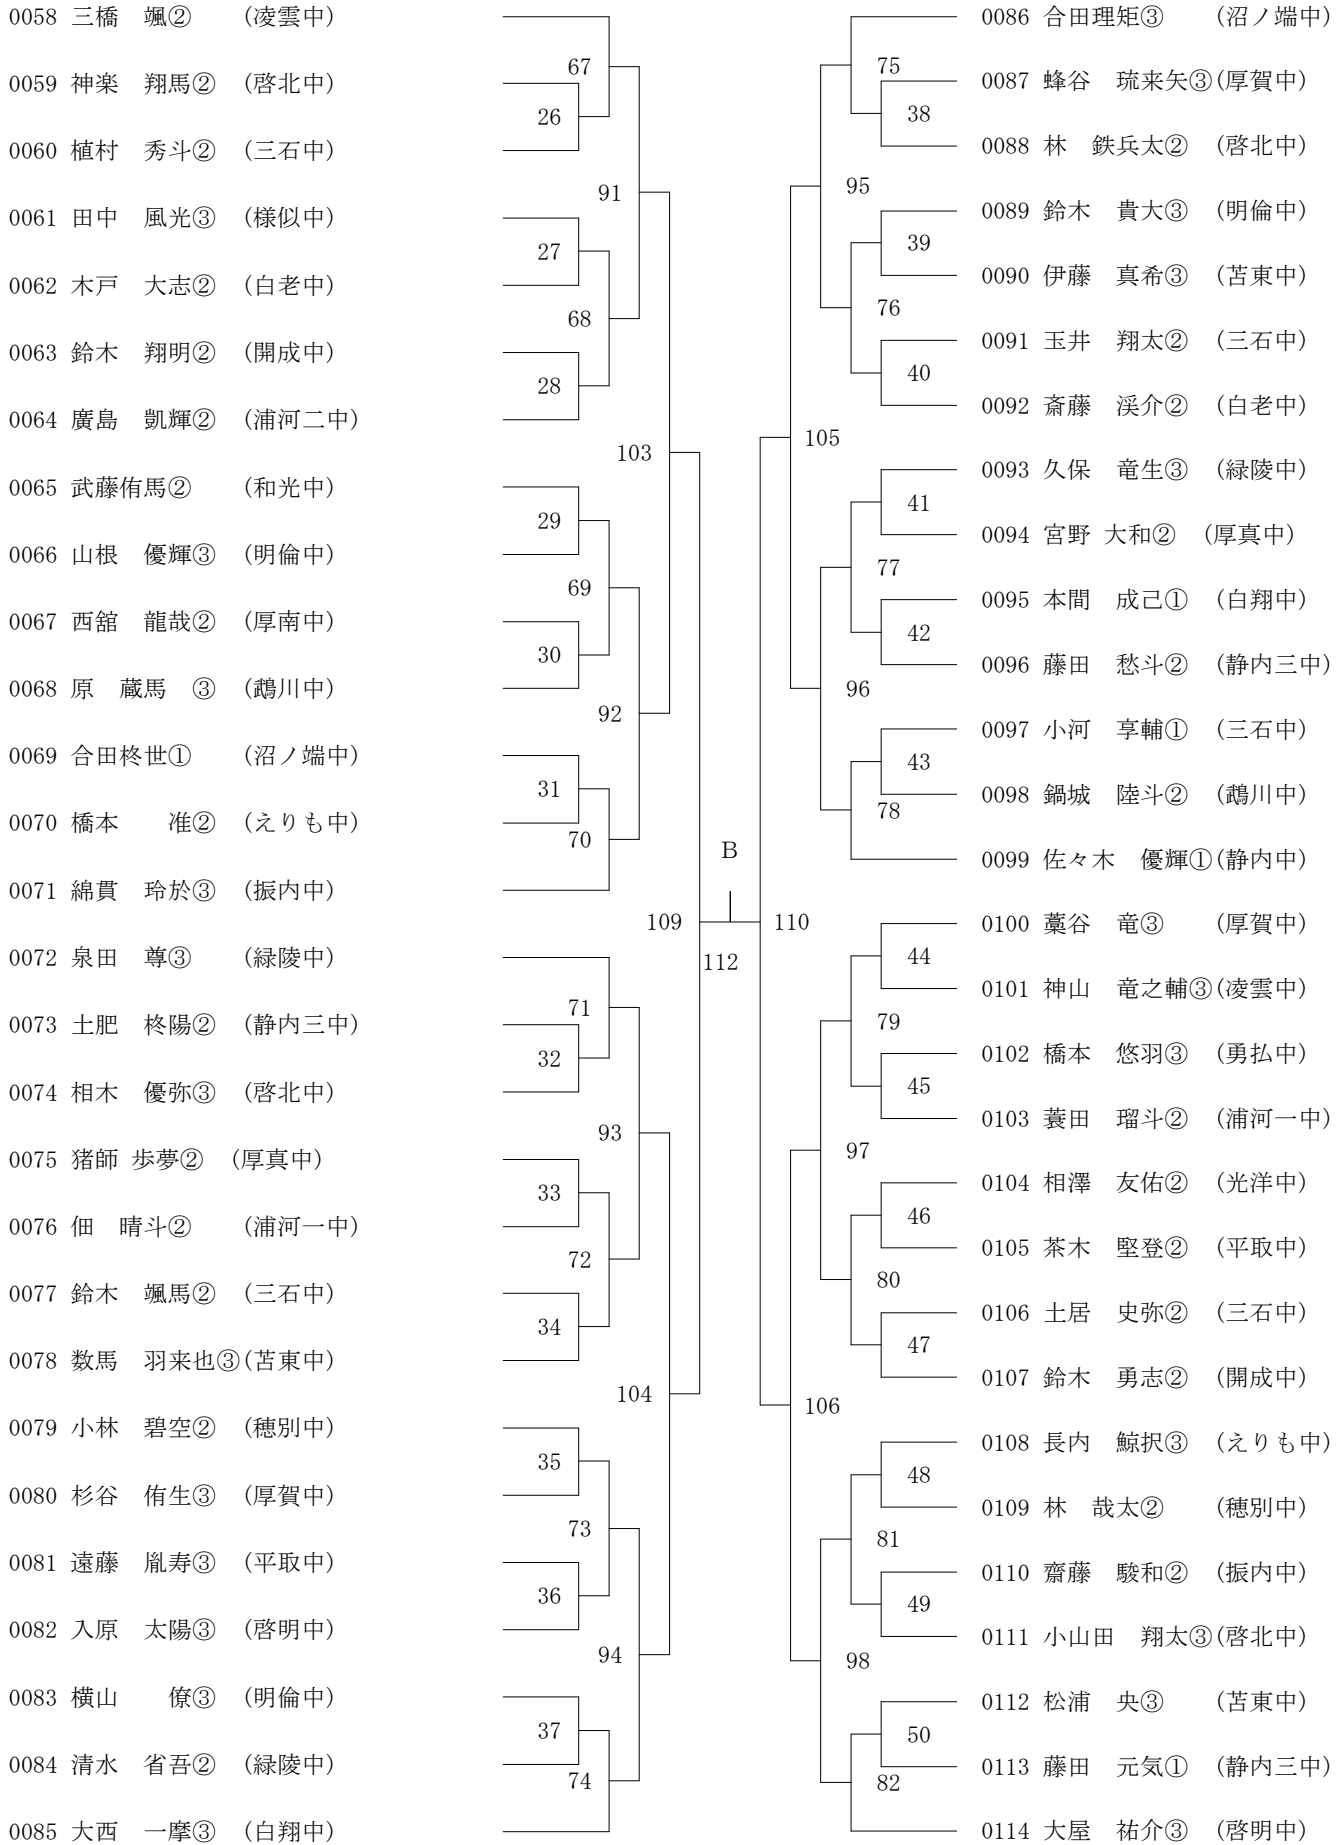 0058 三橋 颯② (凌雲中)
0059 神楽 翔馬② (啓北中)
0060 植村 秀斗② (三石中)
0061 田中 風光③ (様似中)
0062 木戸 大志② (白老中)
0063 鈴木 翔明② (開成中)
0064 廣島 凱輝② (浦河二中)
0065 武藤侑馬② (和光中)
0066 山根 優輝③ (明倫中)
0067 西舘 龍哉② (厚南中)
0068 原 蔵馬 ③ (鵡川中)
0069 合田柊世① (沼ノ端中)
0070 橋本 准② (えりも中)
0071 綿貫 玲於③ (振内中)
0072 泉田 尊③ (緑陵中)
0073 土肥 柊陽② (静内三中)
0074 相木 優弥③ (啓北中)
0075 猪師 歩夢② (厚真中)
0076 佃 晴斗② (浦河一中)
0077 鈴木 颯馬② (三石中)
0078 数馬 羽来也③(苫東中)
0079 小林 碧空② (穂別中)
0080 杉谷 侑生③ (厚賀中)
0081 遠藤 胤寿③ (平取中)
0082 入原 太陽③ (啓明中)
0083 横山 僚③ (明倫中)
0084 清水 省吾② (緑陵中)
0085 大西 一摩③ (白翔中)
67
26
91
27
68
28
103
29
69
30
92
31
70
109
71
32
93
33
72
34
104
35
73
36
94
37
74
B
112
75
38
95
39
76
40
105
41
77
42
96
43
78
110
44
79
45
97
46
80
47
106
48
81
49
98
50
82
0086 合田理矩③ (沼ノ端中)
0087 蜂谷 琉来矢③(厚賀中)
0088 林 鉄兵太② (啓北中)
0089 鈴木 貴大③ (明倫中)
0090 伊藤 真希③ (苫東中)
0091 玉井 翔太② (三石中)
0092 斎藤 渓介② (白老中)
0093 久保 竜生③ (緑陵中)
0094 宮野 大和② (厚真中)
0095 本間 成己① (白翔中)
0096 藤田 愁斗② (静内三中)
0097 小河 享輔① (三石中)
0098 鍋城 陸斗② (鵡川中)
0099 佐々木 優輝①(静内中)
0100 藁谷 竜③ (厚賀中)
0101 神山 竜之輔③(凌雲中)
0102 橋本 悠羽③ (勇払中)
0103 蓑田 瑠斗② (浦河一中)
0104 相澤 友佑② (光洋中)
0105 茶木 堅登② (平取中)
0106 土居 史弥② (三石中)
0107 鈴木 勇志② (開成中)
0108 長内 鯨択③ (えりも中)
0109 林 哉太② (穂別中)
0110 齋藤 駿和② (振内中)
0111 小山田 翔太③(啓北中)
0112 松浦 央③ (苫東中)
0113 藤田 元気① (静内三中)
0114 大屋 祐介③ (啓明中)